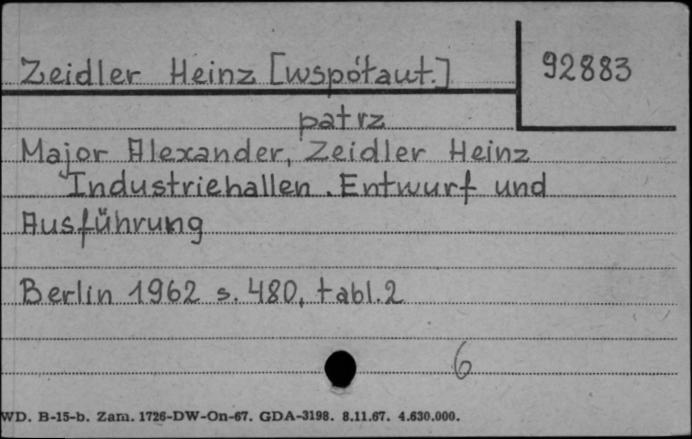 Zeidler Heinz [współaut.]
92883
patrz
Major Alexander, Zeidler Heinz
Industriehallen. Entwurf und
Ausführung
Berlin 1962 s. 480, tabl. 2
6
WD. B-15-b. Zam. 1726-DW-On-67. GDA-3198. 8.11.67. 4.630.000.